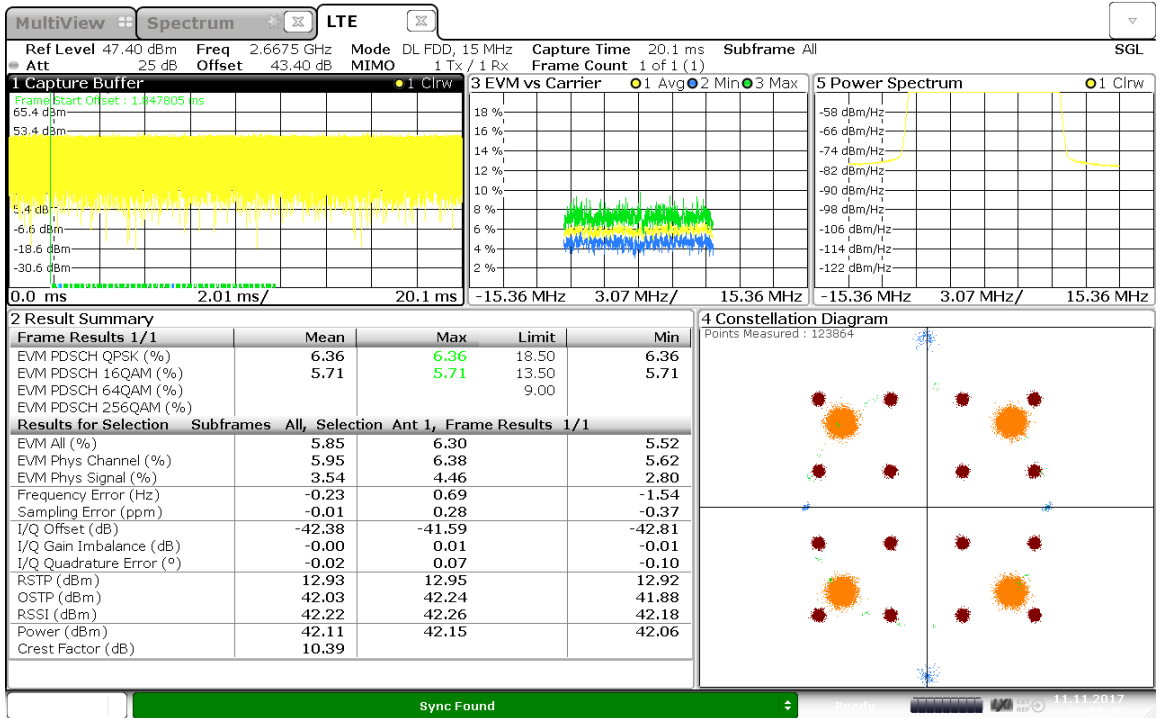 MultiView Spectrum LTE
Ref Level 47.40 dBm Freq 2.6675 GHz Mode DL FDD, 15 MHz Capture Time 20.1 ms Subframe All SGL
Att 25 dB Offset 43.40 dB MIMO 1 Tx / 1 Rx Frame Count 1 of 1 (1)
1 Capture Buffer 1 Clrw
Frame Start Offset : 1.847805 ms
65.4 dBm
53.4 dBm
5.4 dBm
-6.6 dBm
-18.6 dBm
-30.6 dBm
0.0 ms 2.01 ms/ 20.1 ms
3 EVM vs Carrier 1 Avg 2 Min 3 Max
18 %
16 %
14 %
12 %
10 %
8 %
6 %
4 %
2 %
-15.36 MHz 3.07 MHz/ 15.36 MHz
5 Power Spectrum 1 Clrw
-58 dBm/Hz
-66 dBm/Hz
-74 dBm/Hz
-82 dBm/Hz
-90 dBm/Hz
-98 dBm/Hz
-106 dBm/Hz
-114 dBm/Hz
-122 dBm/Hz
-15.36 MHz 3.07 MHz/ 15.36 MHz
2 Result Summary
Frame Results 1/1 Mean Max Limit Min
EVM PDSCH QPSK (%) 6.36 6.36 18.50 6.36
EVM PDSCH 16QAM (%) 5.71 5.71 13.50 5.71
EVM PDSCH 64QAM (%) 9.00
EVM PDSCH 256QAM (%)
Results for Selection Subframes All, Selection Ant 1, Frame Results 1/1
EVM All (%) 5.85 6.30 5.52
EVM Phys Channel (%) 5.95 6.38 5.62
EVM Phys Signal (%) 3.54 4.46 2.80
Frequency Error (Hz) -0.23 0.69 -1.54
Sampling Error (ppm) -0.01 0.28 -0.37
I/Q Offset (dB) -42.38 -41.59 -42.81
I/Q Gain Imbalance (dB) -0.00 0.01 -0.01
I/Q Quadrature Error (°) -0.02 0.07 -0.10
RSTP (dBm) 12.93 12.95 12.92
OSTP (dBm) 42.03 42.24 41.88
RSSI (dBm) 42.22 42.26 42.18
Power (dBm) 42.11 42.15 42.06
Crest Factor (dB) 10.39
4 Constellation Diagram
Points Measured : 123864
Sync Found
Ready
LXI
REF
11.11.2017